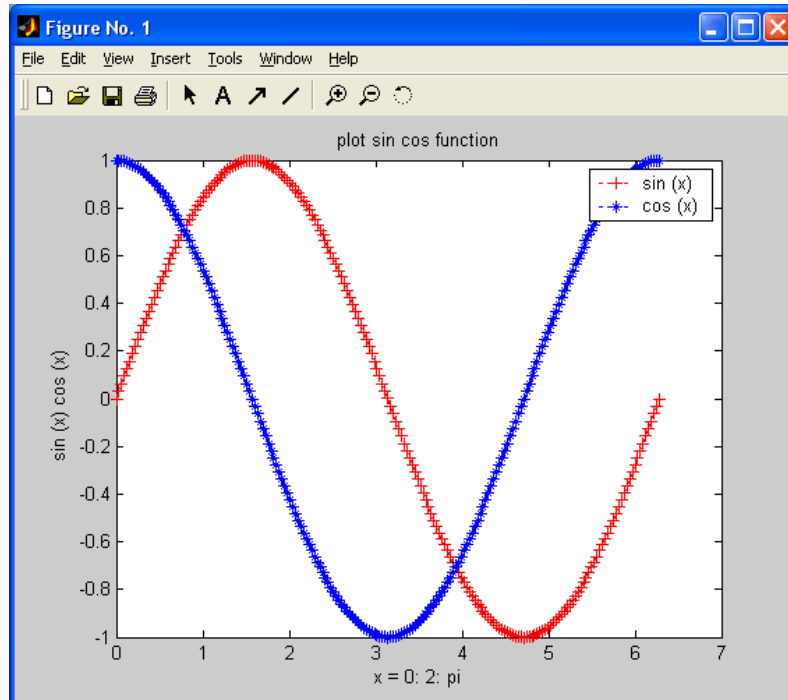 Figure No. 1
File Edit View Insert Tools Window Help
A
plot sin cos function
sin (x)
cos (x)
1
0.8
0.6
0.4
0.2
0
-0.2
-0.4
-0.6
-0.8
-1
sin (x) cos (x)
0 1 2 3 4 5 6 7
x = 0: 2: pi